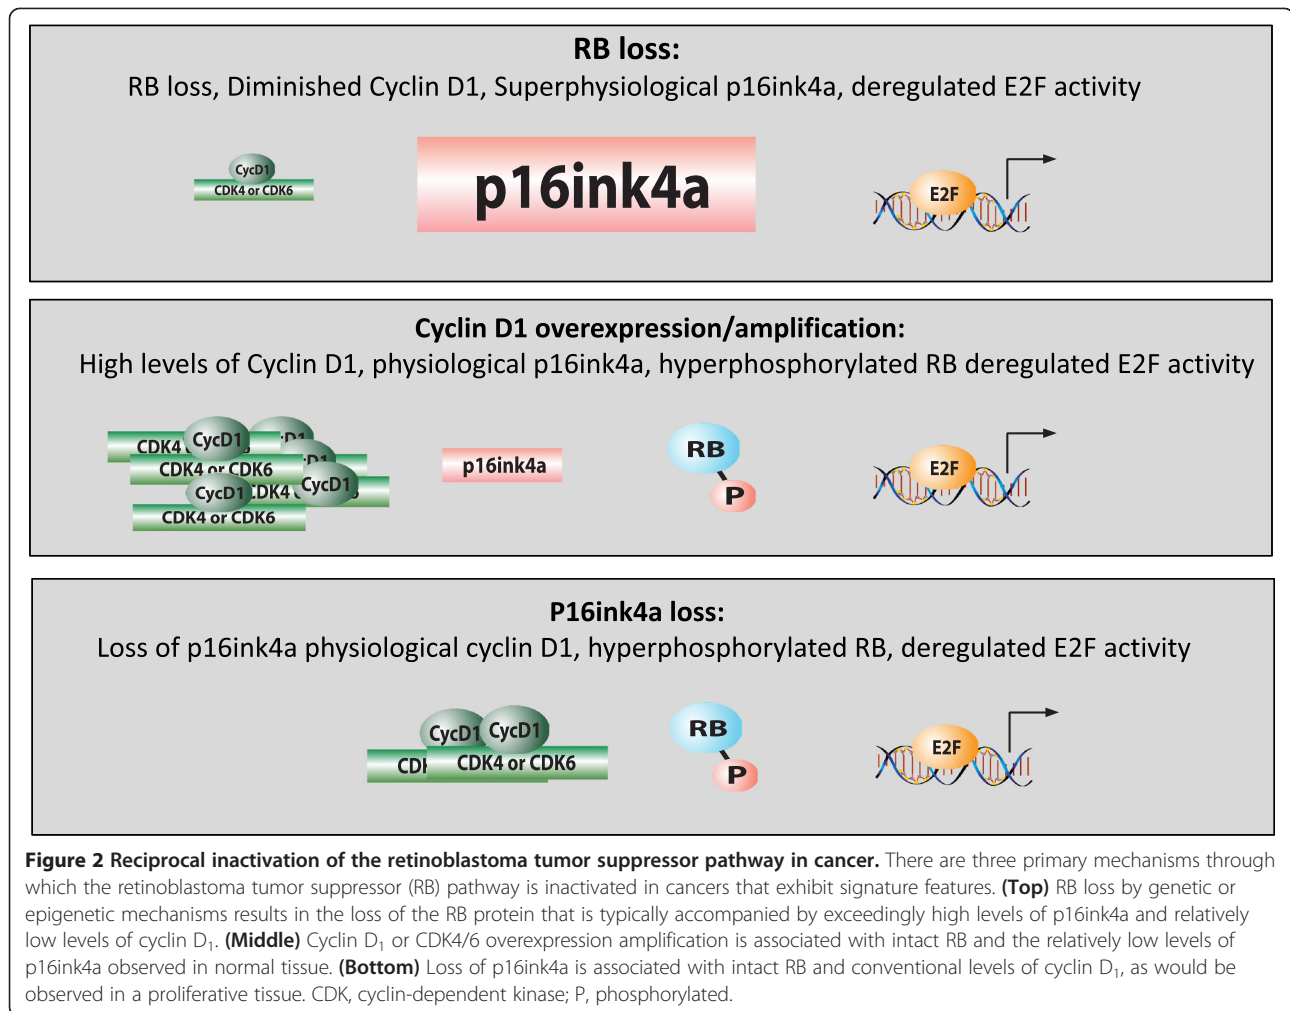 RB loss:
RB loss, Diminished Cyclin D1, Superphysiological p16ink4a, deregulated E2F activity
CycD1
CDK4 or CDK6
p16ink4a
E2F
Cyclin D1 overexpression/amplification:
High levels of Cyclin D1, physiological p16ink4a, hyperphosphorylated RB deregulated E2F activity
CycD1
CDK4
CDK4 or CDK6
CycD1
CycD1
CDK4 or CDK6
p16ink4a
RB
P
E2F
P16ink4a loss:
Loss of p16ink4a physiological cyclin D1, hyperphosphorylated RB, deregulated E2F activity
CycD1
CycD1
CDK4 or CDK6
RB
P
E2F
Figure 2 Reciprocal inactivation of the retinoblastoma tumor suppressor pathway in cancer. There are three primary mechanisms through
which the retinoblastoma tumor suppressor (RB) pathway is inactivated in cancers that exhibit signature features. (Top) RB loss by genetic or
epigenetic mechanisms results in the loss of the RB protein that is typically accompanied by exceedingly high levels of p16ink4a and relatively
low levels of cyclin D₁. (Middle) Cyclin D₁ or CDK4/6 overexpression amplification is associated with intact RB and the relatively low levels of
p16ink4a observed in normal tissue. (Bottom) Loss of p16ink4a is associated with intact RB and conventional levels of cyclin D₁, as would be
observed in a proliferative tissue. CDK, cyclin-dependent kinase; P, phosphorylated.